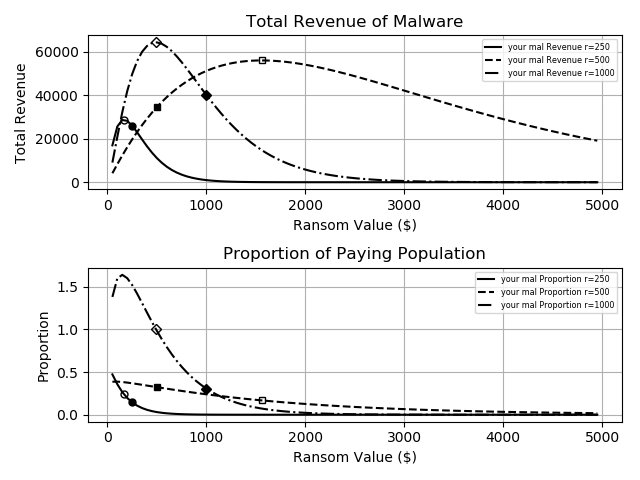 Total Revenue of Malware
your mal Revenue r=250
your mal Revenue r=500
your mal Revenue r=1000
60000
40000
20000
0
Total Revenue
0 1000 2000 3000 4000 5000
Ransom Value ($)
Proportion of Paying Population
your mal Proportion r=250
your mal Proportion r=500
your mal Proportion r=1000
1.5
1.0
0.5
0.0
Proportion
0 1000 2000 3000 4000 5000
Ransom Value ($)